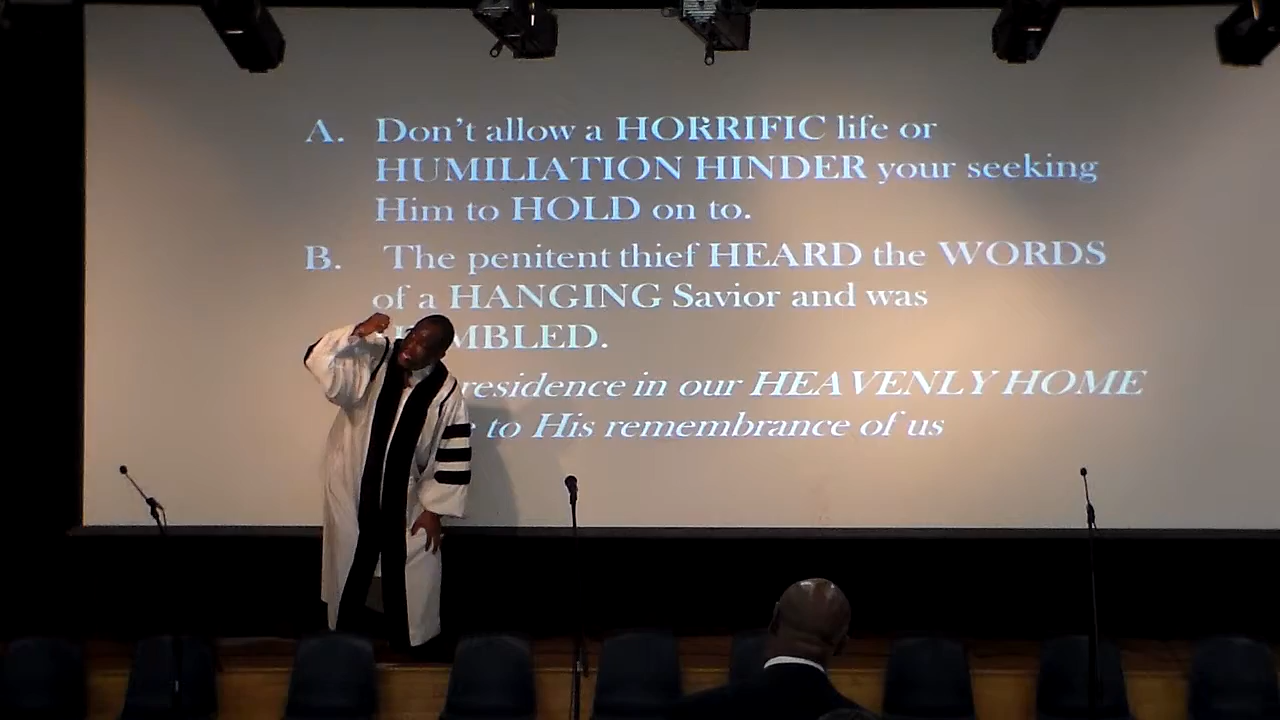 A. Don't allow a HORRIFIC life or
HUMILIATION HINDER your seeking
Him to HOLD on to.
B. The penitent thief HEARD the WORDS
of a HANGING Savior and was
MBLED.
residence in our HEAVENLY HOME
to His remembrance of us